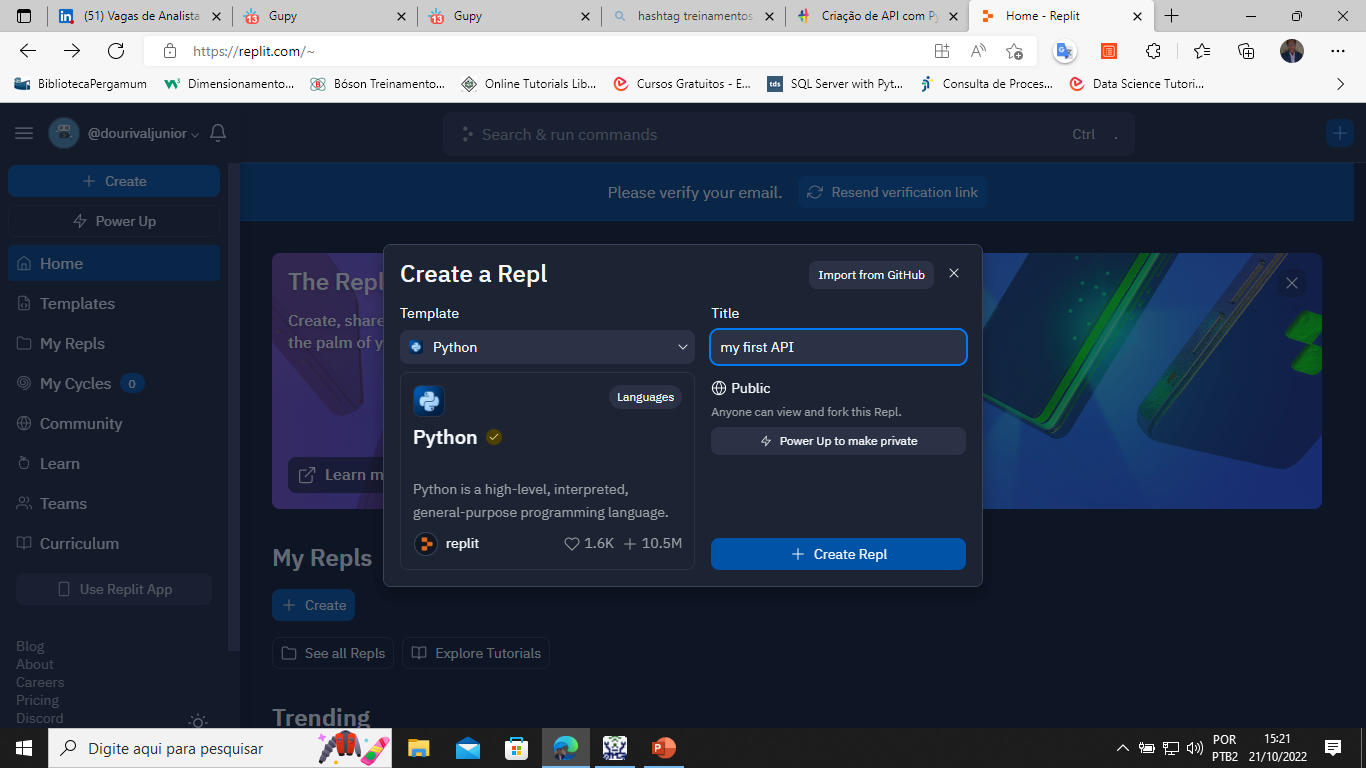 (51) Vagas de Analista
13 Gupy
13 Gupy
hashtag treinamentos
Criação de API com Py
Home - Replit
https://replit.com/~
BibliotecaPergamum
Dimensionamento...
Bóson Treinamento...
Online Tutorials Lib...
Cursos Gratuitos - E...
tds SQL Server with Pyt...
Consulta de Proces...
Data Science Tutori...
@dourivaljunior
Search & run commands
Ctrl .
Create
Power Up
Home
Templates
My Repls
My Cycles 0
Community
Learn
Teams
Curriculum
Use Replit App
Blog
About
Careers
Pricing
Discord
Please verify your email.
Resend verification link
The Repl
Create, share
the palm of y
Learn m
Create a Repl
Import from GitHub
Template
Python
Languages
Python
Python is a high-level, interpreted,
general-purpose programming language.
replit
1.6K
10.5M
Title
my first API
Public
Anyone can view and fork this Repl.
Power Up to make private
Create Repl
My Repls
Create
See all Repls
Explore Tutorials
Trending
Digite aqui para pesquisar
POR
PTB2
15:21
21/10/2022